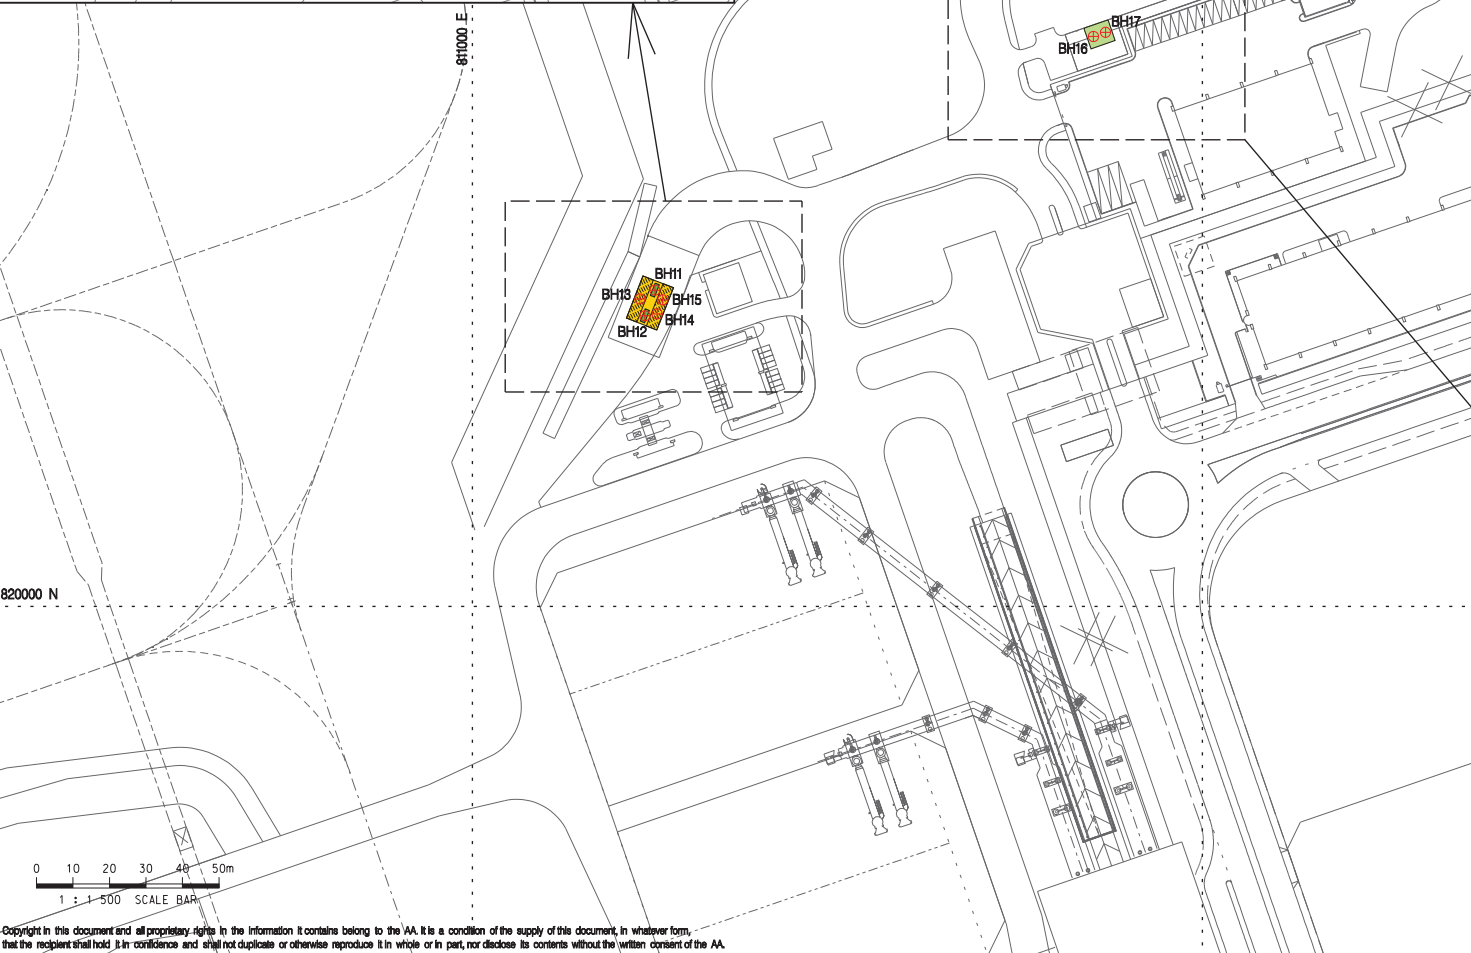 811000 E
BH17
BH16
BH11
BH13
BH15
BH14
BH12
820000 N
0 10 20 30 40 50m
1 : 1 500 SCALE BAR
Copyright in this document and all proprietary rights in the information it contains belong to the AA. It is a condition of the supply of this document, in whatever form,
that the recipient shall hold it in confidence and shall not duplicate or otherwise reproduce it in whole or in part, nor disclose its contents without the written consent of the AA.